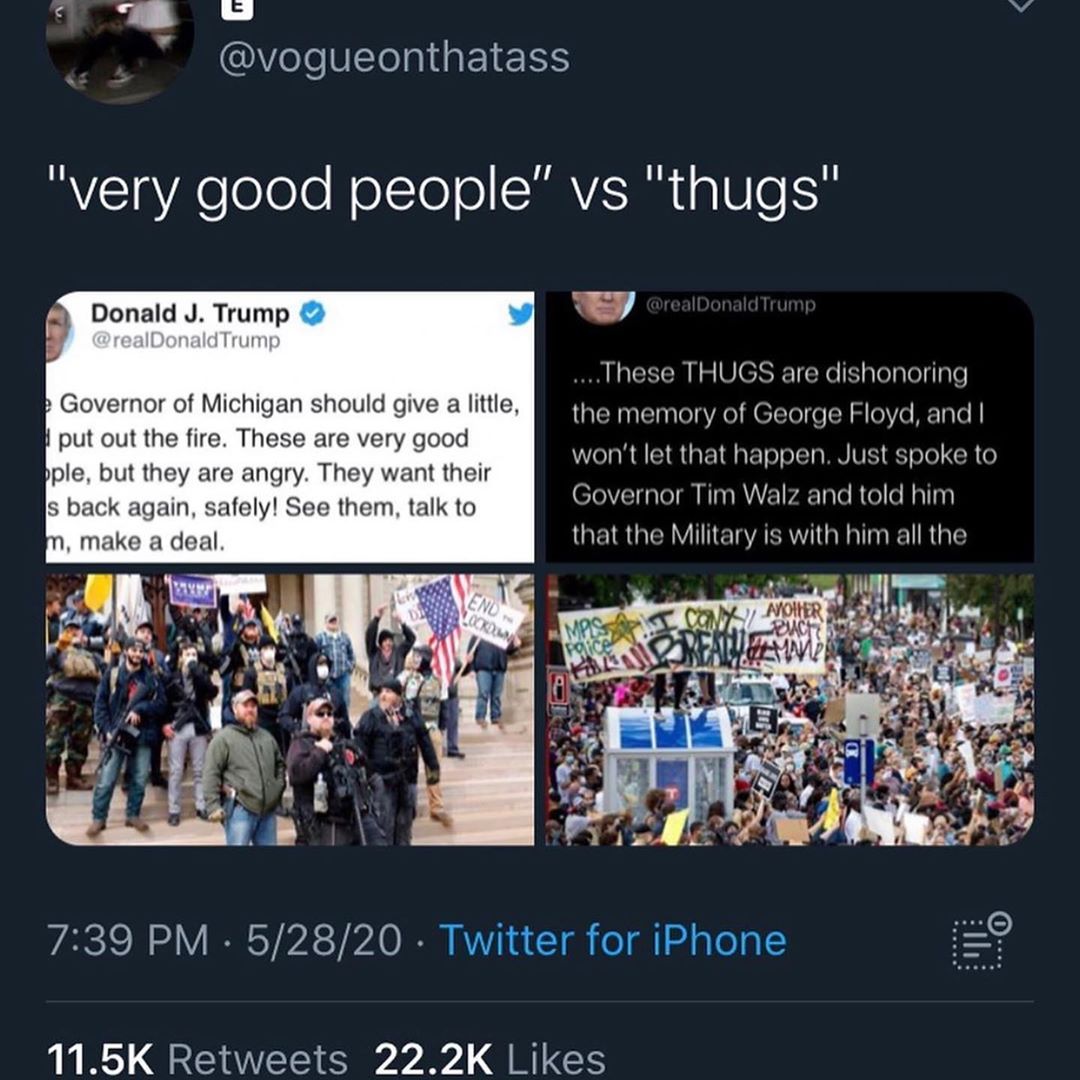 E
@vogueonthatass
"very good people” vs "thugs"
Donald J. Trump
@realDonaldTrump
Governor of Michigan should give a little,
put out the fire. These are very good
ple, but they are angry. They want their
s back again, safely! See them, talk to
m, make a deal.
@realDonaldTrump
....These THUGS are dishonoring
the memory of George Floyd, and I
won’t let that happen. Just spoke to
Governor Tim Walz and told him
that the Military is with him all the
TRUMP
END
LOCKDOWN
MPLS
POLICE
I CAN'T
BREATHE
ANOTHER
BLACK
MAN
7:39 PM · 5/28/20 · Twitter for iPhone
11.5K Retweets 22.2K Likes